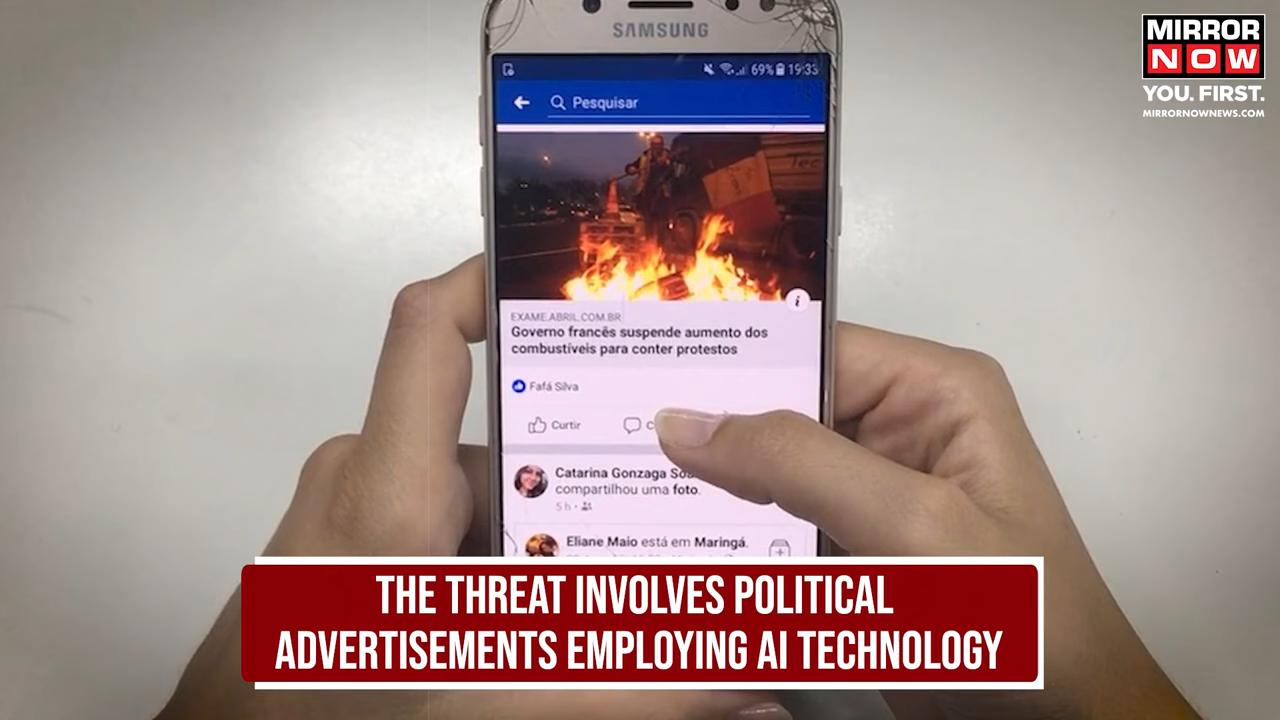 MIRROR
NOW
YOU. FIRST.
MIRRORNOWNEWS.COM
SAMSUNG
69% 19:33
Pesquisar
EXAME.ABRIL.COM.BR
Governo francês suspende aumento dos
combustíveis para conter protestos
Fafá Silva
Curtir
Catarina Gonzaga
compartilhou uma foto.
5 h
Eliane Maio está em Maringá.
THE THREAT INVOLVES POLITICAL
ADVERTISEMENTS EMPLOYING AI TECHNOLOGY